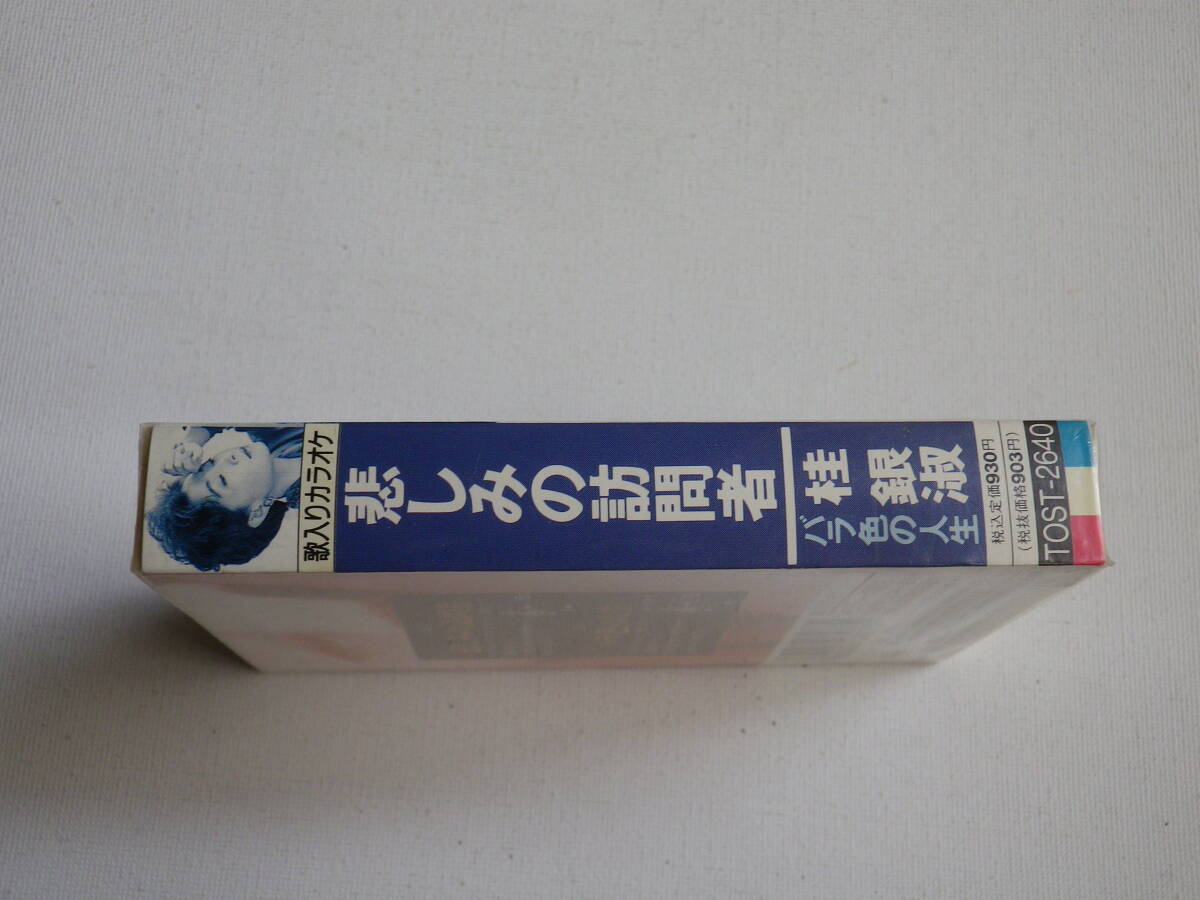 歌入りカラオケ
悲しみの訪問者
桂銀淑
バラ色の人生
税込定価930円
(税抜価格903円)
TOST-2640